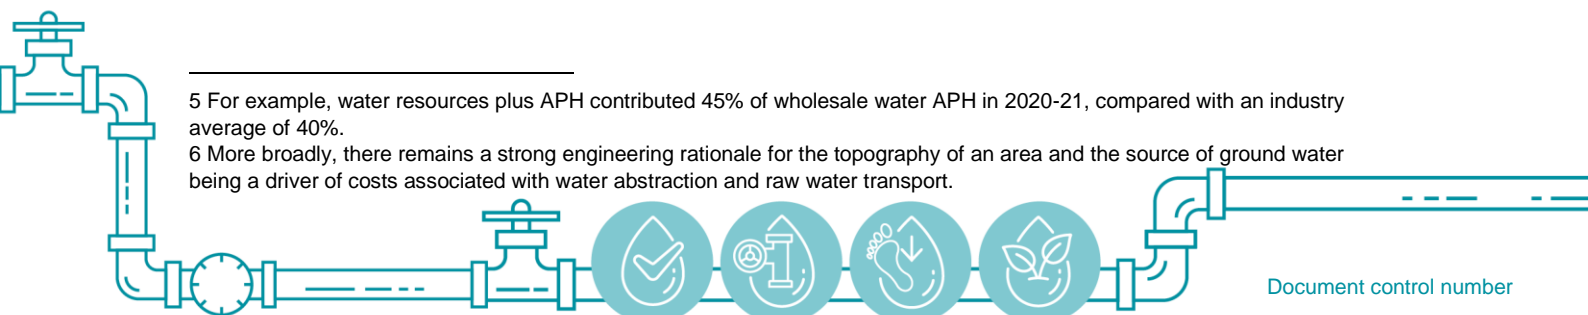 5 For example, water resources plus APH contributed 45% of wholesale water APH in 2020-21, compared with an industry
average of 40%.
6 More broadly, there remains a strong engineering rationale for the topography of an area and the source of ground water
being a driver of costs associated with water abstraction and raw water transport.
Document control number